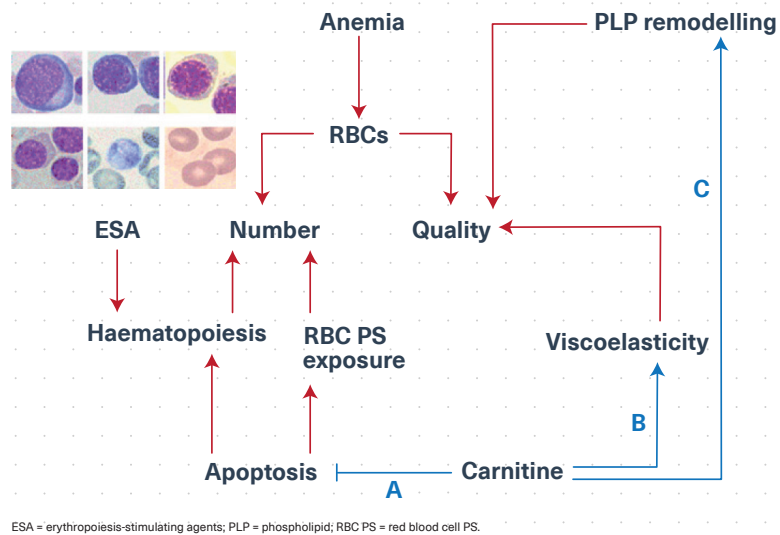 Anemia
PLP remodelling
RBCs
C
ESA
Number
Quality
Haematopoiesis
RBC PS
exposure
Viscoelasticity
B
Apoptosis
A
Carnitine
ESA = erythropoiesis-stimulating agents; PLP = phospholipid; RBC PS = red blood cell PS.